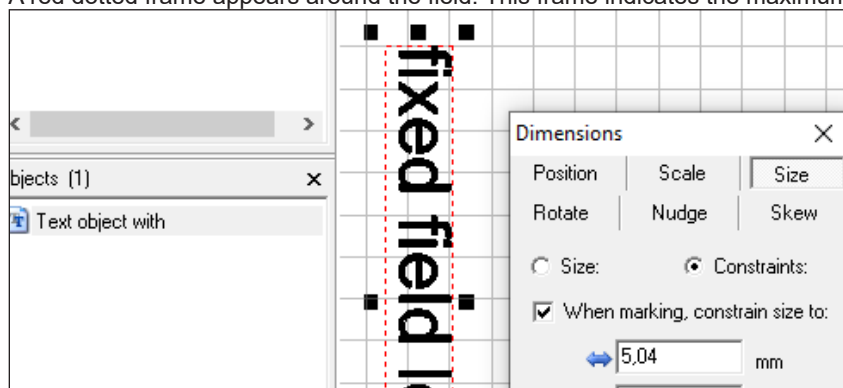 A red dotted frame appears around the field. This frame indicates the maximum
fixed field
Dimensions
Position Scale Size
Rotate Nudge Skew
bjects (1)
Text object with
Size: Constraints:
When marking, constrain size to:
5,04 mm